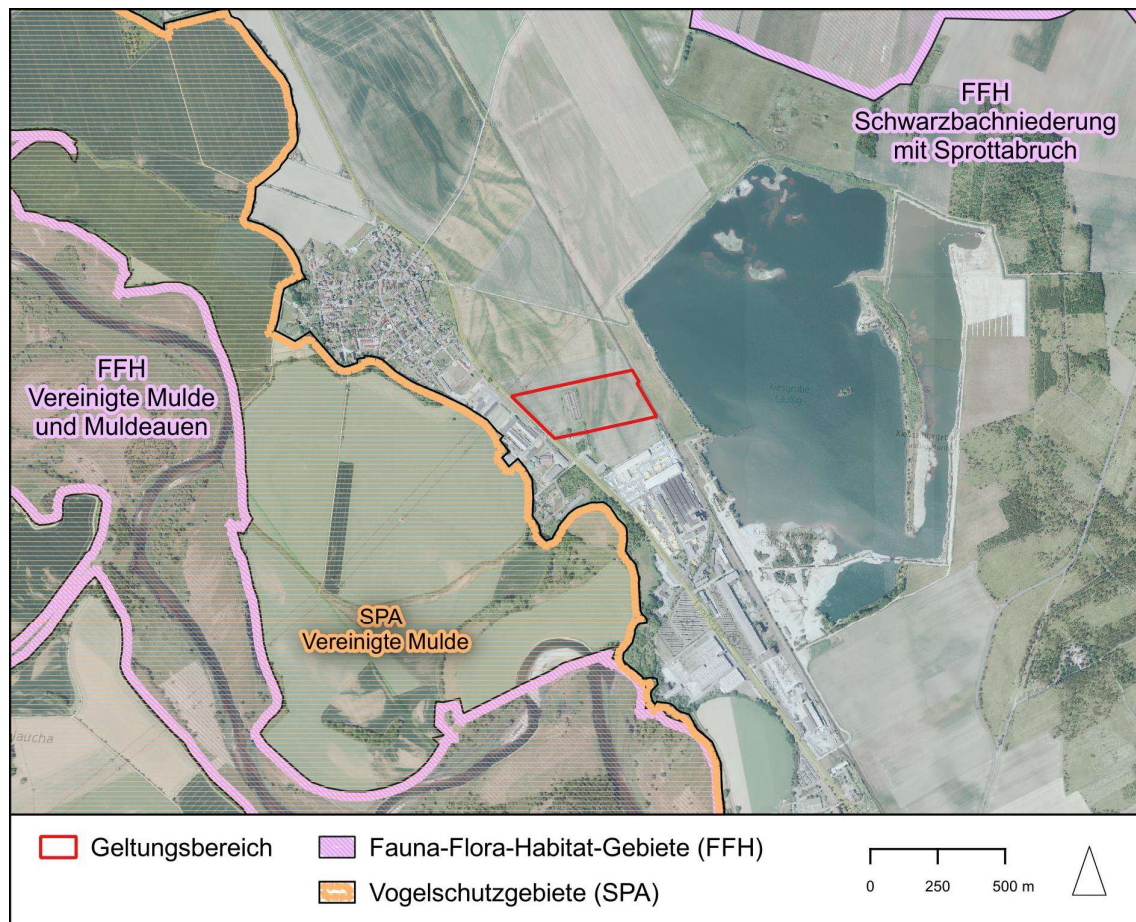 FFH
Schwarzbachniederung
mit Sprottabruch
FFH
Vereinigte Mulde
und Muldeauen
SPA
Vereinigte Mulde
Kiesgrube
Geltungsbereich
Fauna-Flora-Habitat-Gebiete (FFH)
Vogelschutzgebiete (SPA)
0 250 500 m